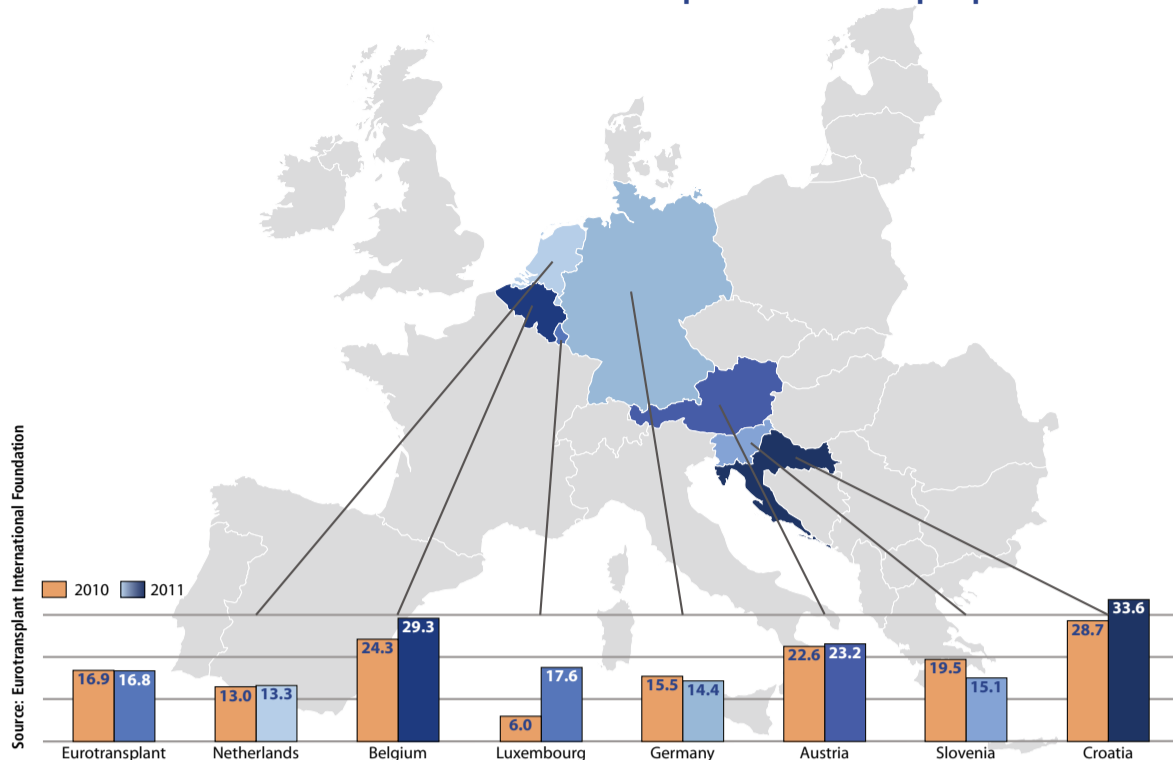 Source: Eurotransplant International Foundation
2010 2011
16.9 16.8 13.0 13.3 24.3 29.3 6.0 17.6 15.5 14.4 22.6 23.2 19.5 15.1 28.7 33.6
Eurotransplant Netherlands Belgium Luxembourg Germany Austria Slovenia Croatia